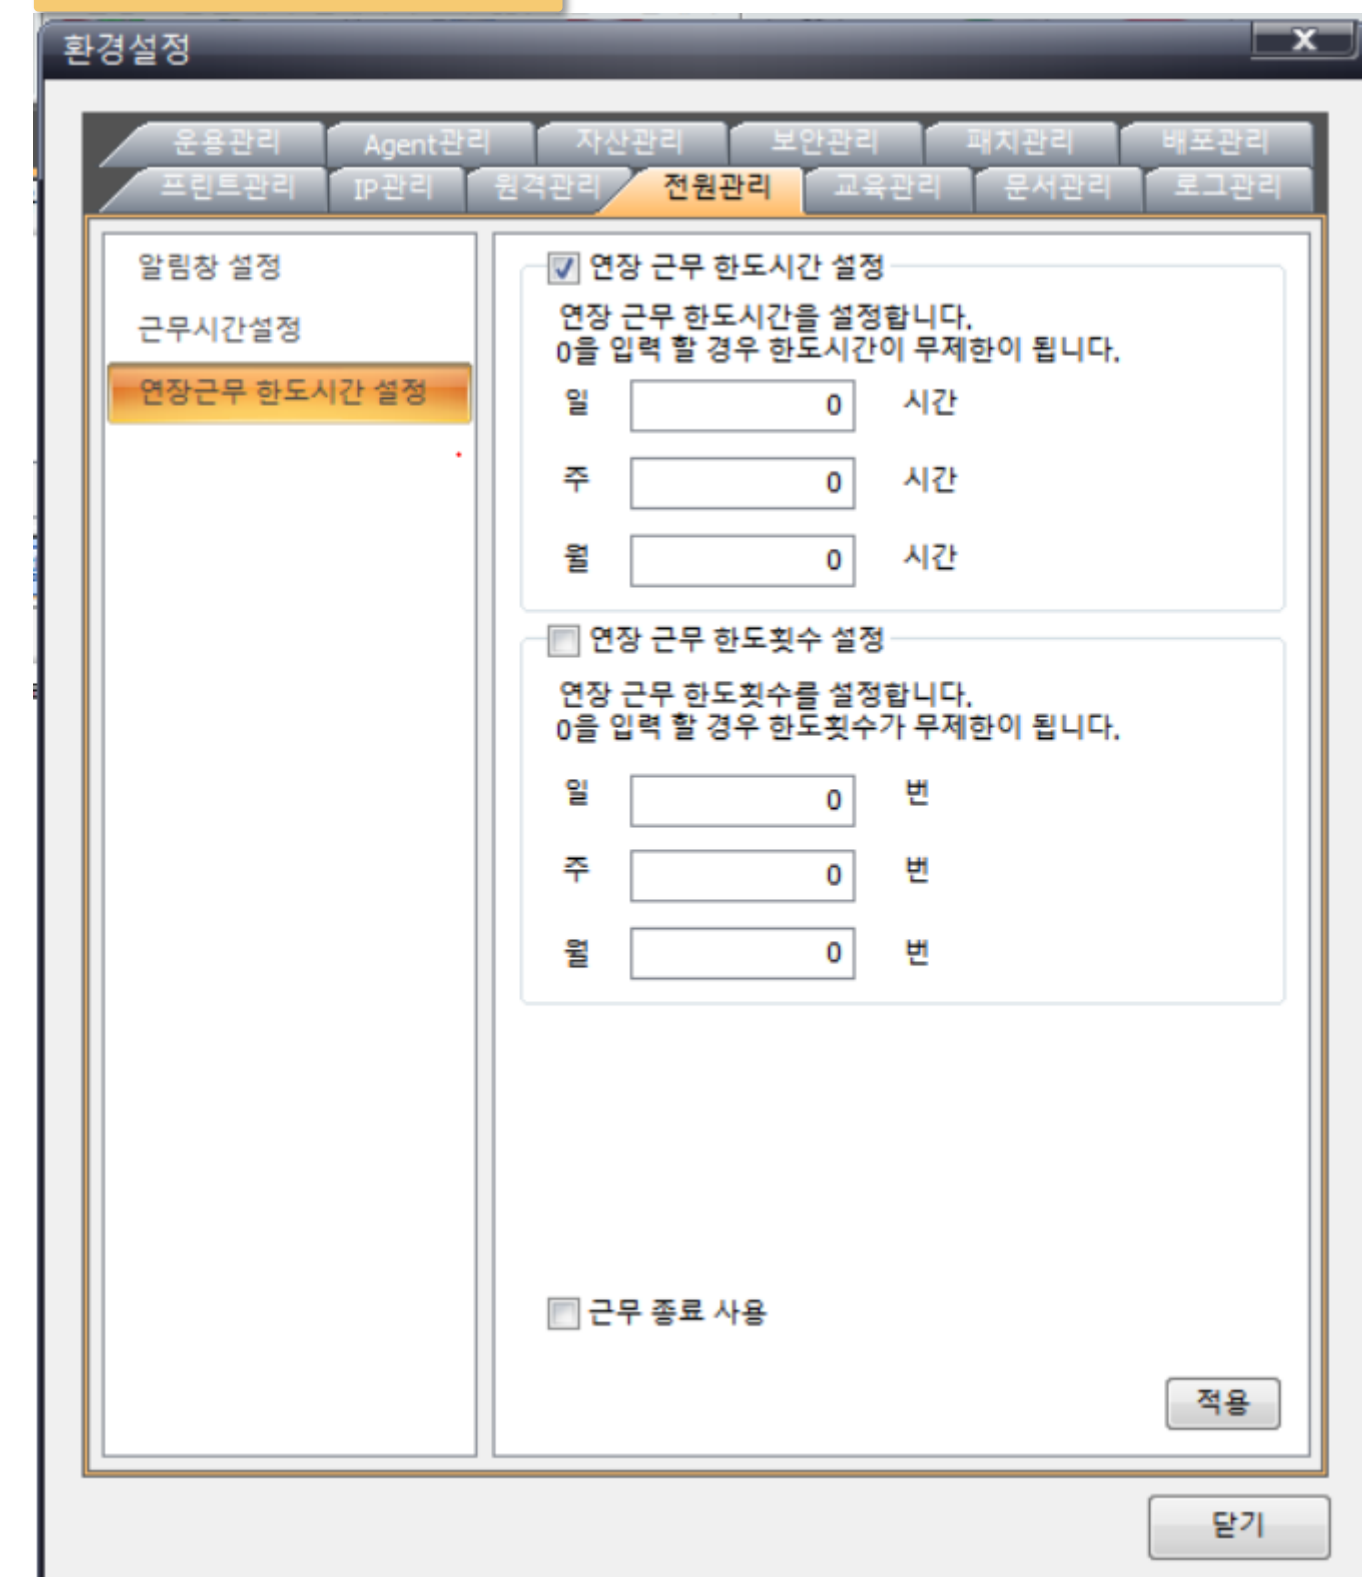 환경설정
운용관리 Agent관리 자산관리 보안관리 패치관리 배포관리
프린트관리 IP관리 원격관리 전원관리 교육관리 문서관리 로그관리
알림창 설정
근무시간설정
연장근무 한도시간 설정
연장 근무 한도시간 설정
연장 근무 한도시간을 설정합니다.
0을 입력 할 경우 한도시간이 무제한이 됩니다.
일 0 시간
주 0 시간
월 0 시간
연장 근무 한도횟수 설정
연장 근무 한도횟수를 설정합니다.
0을 입력 할 경우 한도횟수가 무제한이 됩니다.
일 0 번
주 0 번
월 0 번
근무 종료 사용
적용
닫기